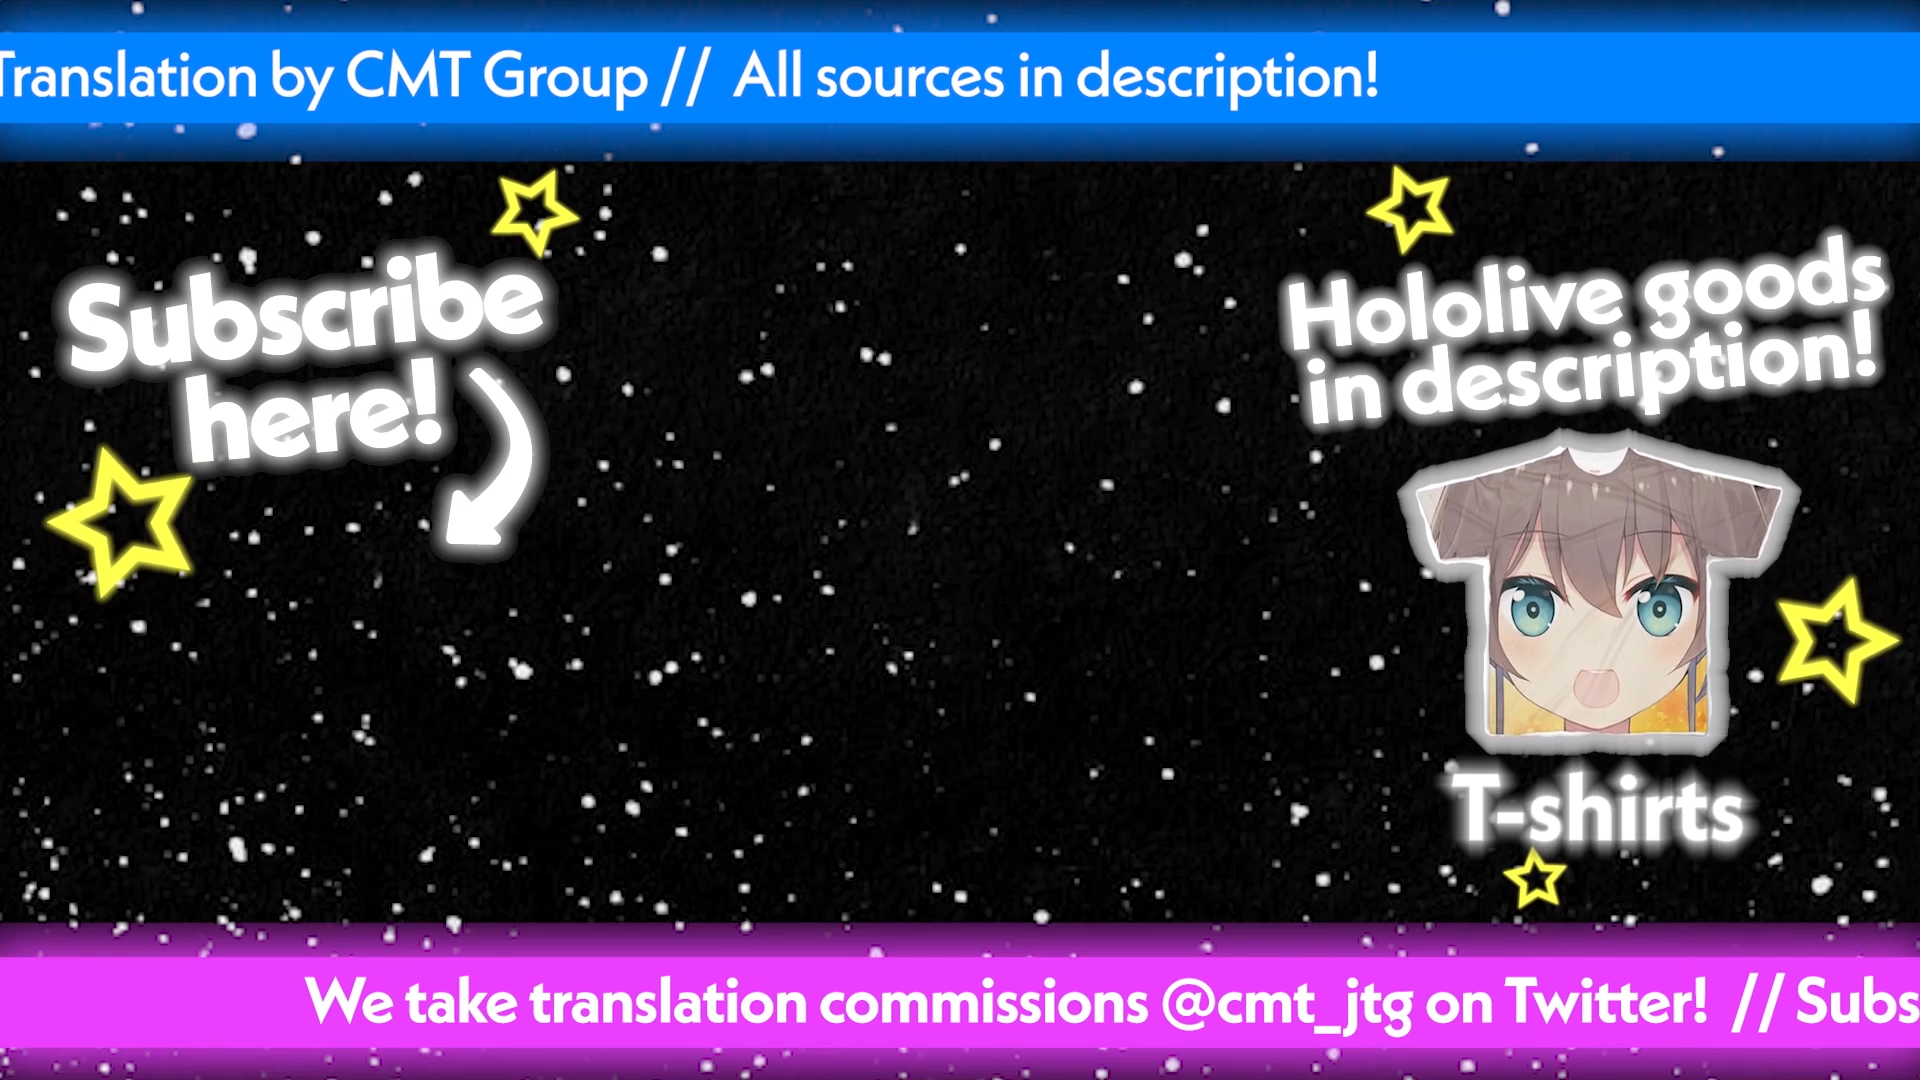 Translation by CMT Group // All sources in description!
Subscribe
here!
Hololive goods
in description!
T-shirts
We take translation commissions @cmt_jtg on Twitter! // Subs